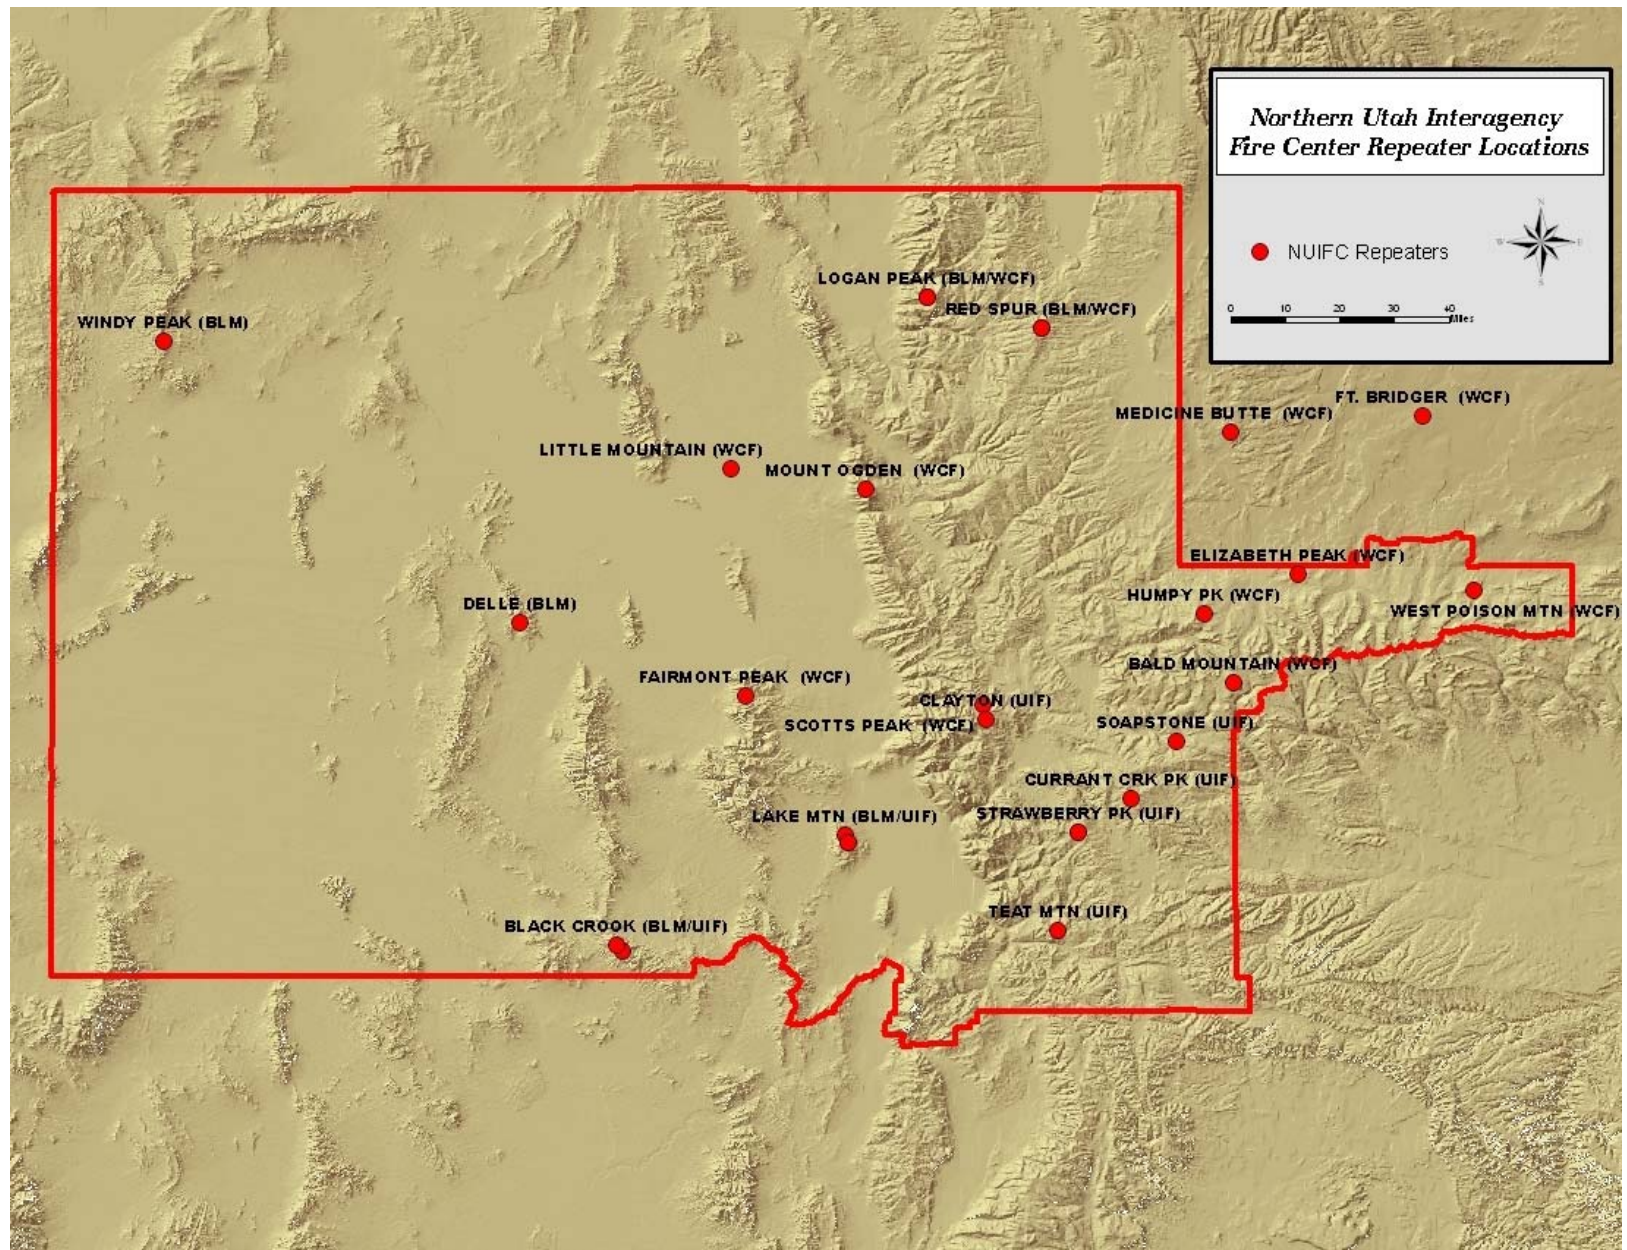 Northern Utah Interagency
Fire Center Repeater Locations
N
W
E
S
NUIFC Repeaters
0 10 20 30 40
Miles
LOGAN PEAK (BLM/WCF)
RED SPUR (BLM/WCF)
WINDY PEAK (BLM)
FT. BRIDGER (WCF)
MEDICINE BUTTE (WCF)
LITTLE MOUNTAIN (WCF)
MOUNT OGDEN (WCF)
ELIZABETH PEAK (WCF)
HUMPY PK (WCF)
DELLE (BLM)
WEST POISON MTN (WCF)
BALD MOUNTAIN (WCF)
FAIRMONT PEAK (WCF)
CLAYTON (UIF)
SCOTTS PEAK (WCF)
SOAPSTONE (UIF)
CURRANT CRK PK (UIF)
LAKE MTN (BLM/UIF)
STRAWBERRY PK (UIF)
TEAT MTN (UIF)
BLACK CROOK (BLM/UIF)